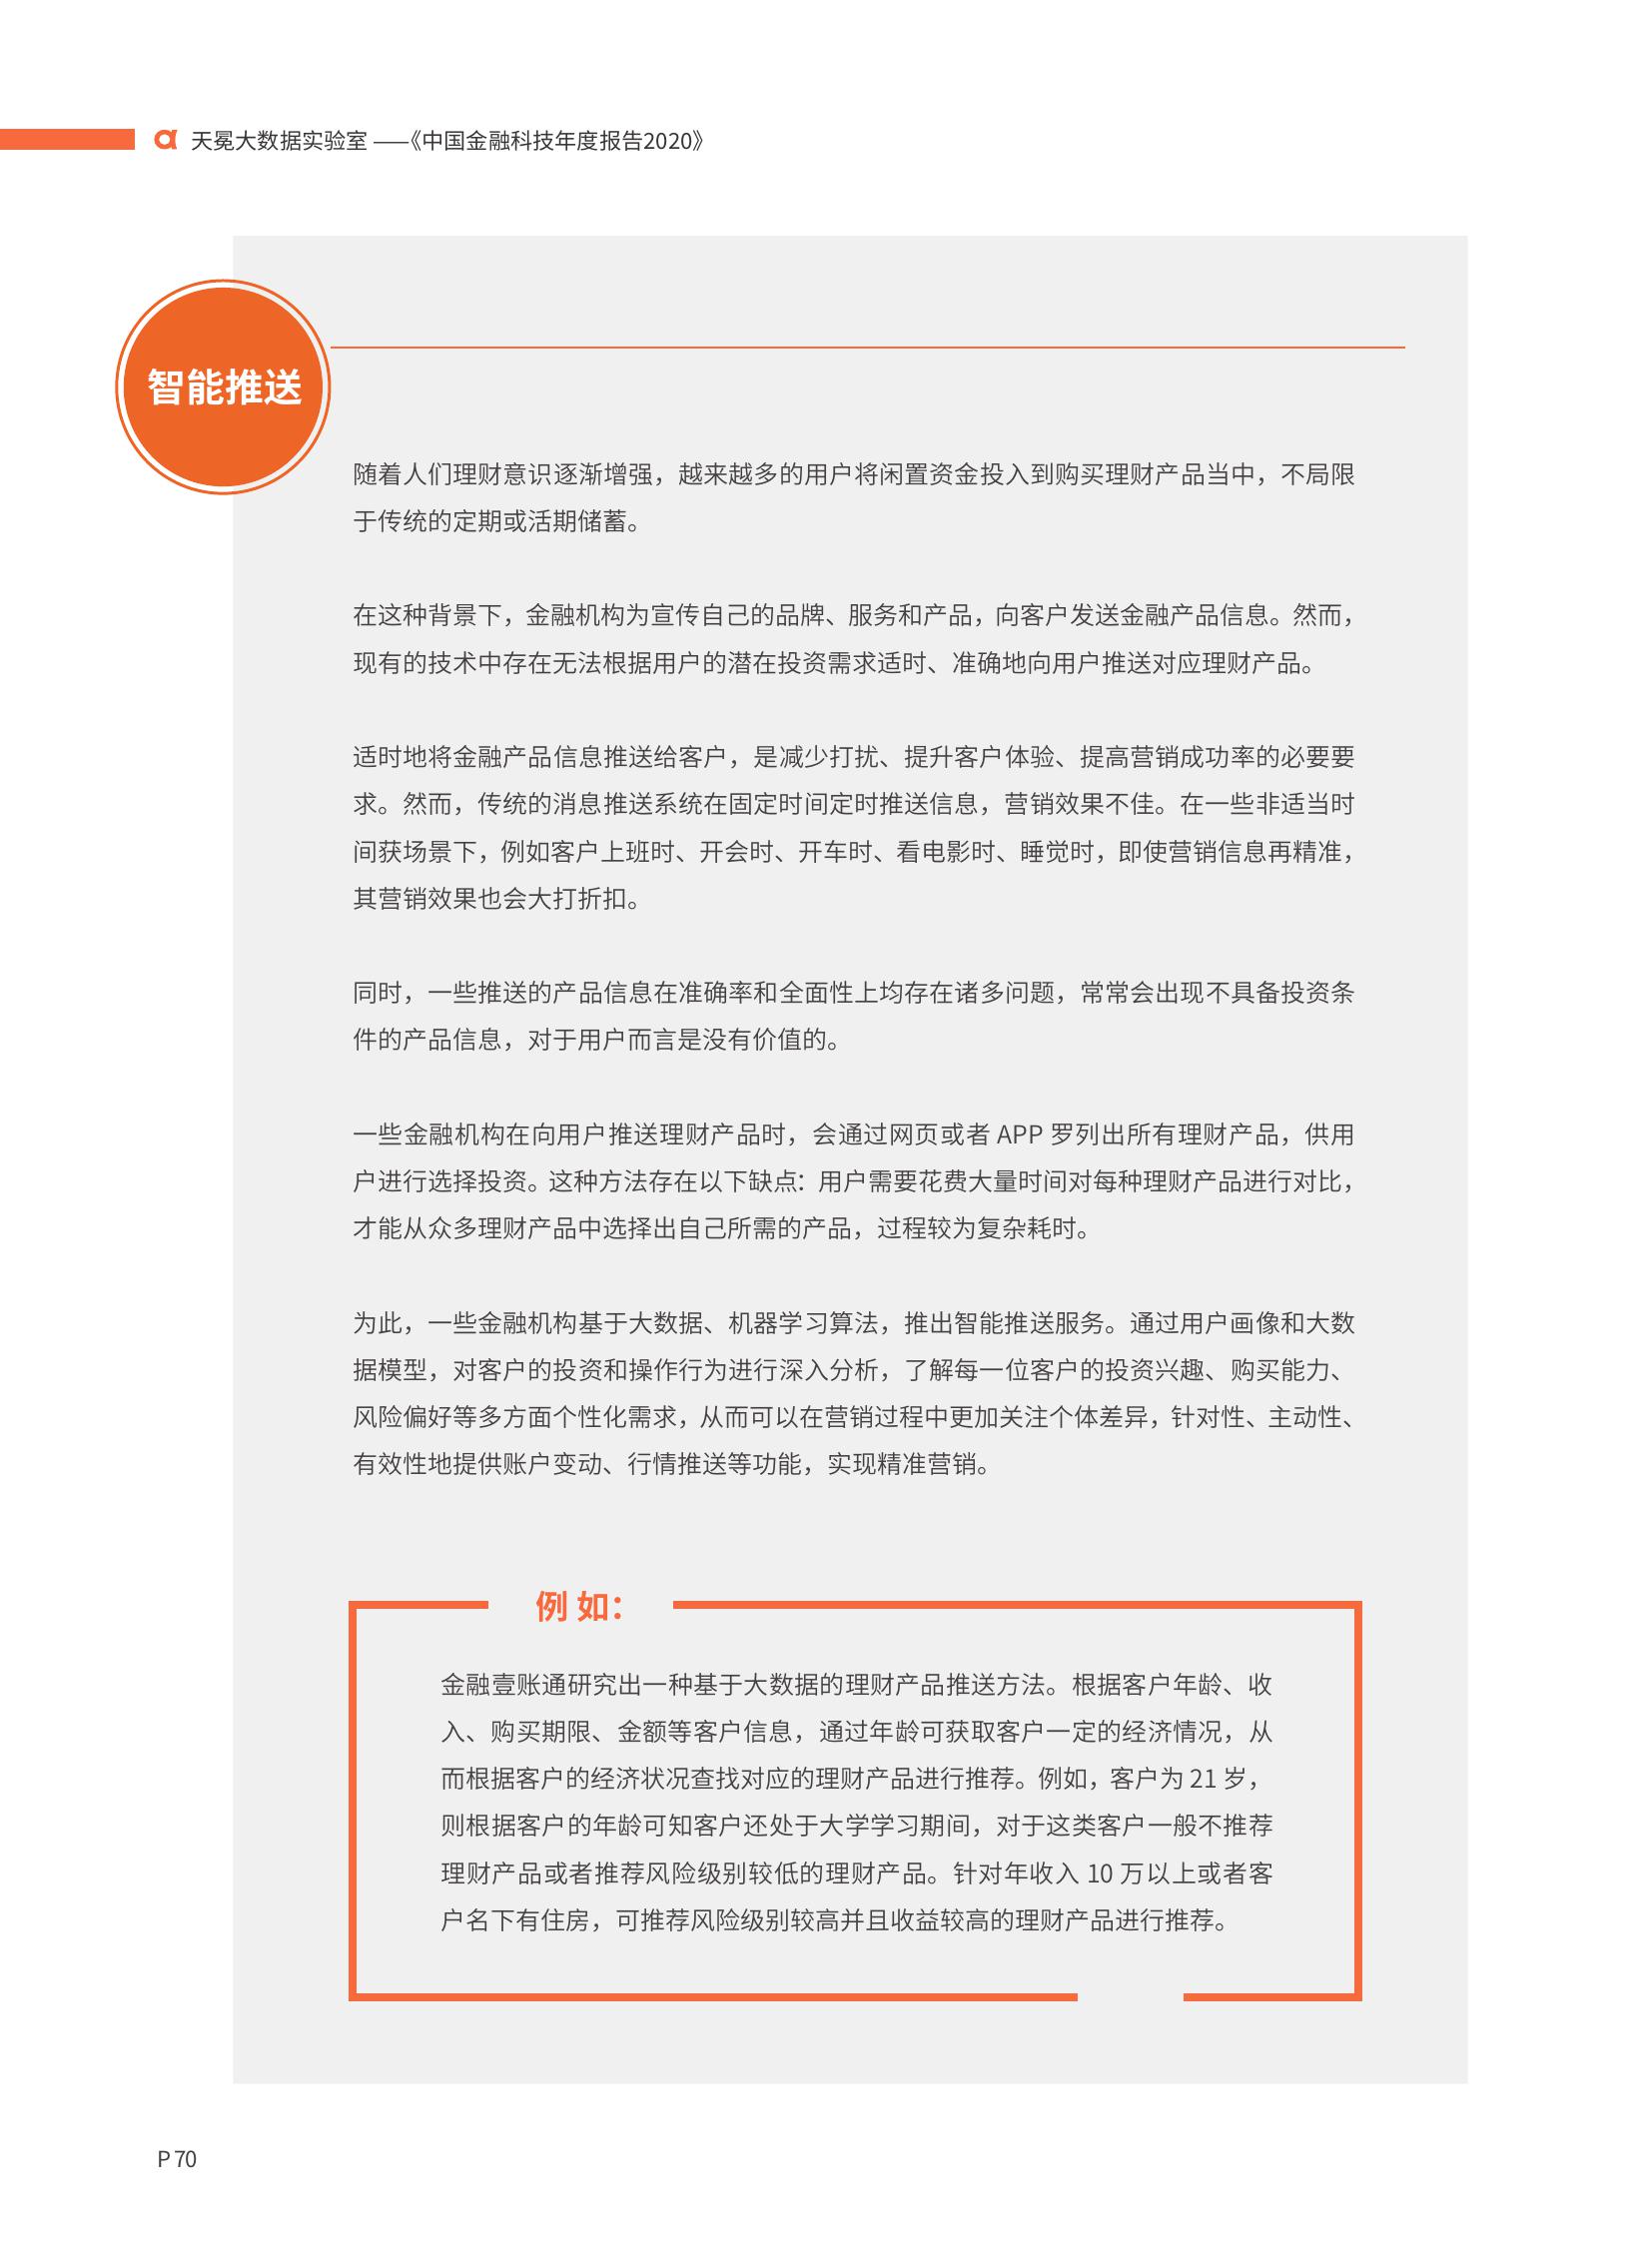 天冕大数据实验室 ——《中国金融科技年度报告2020》
智能推送
随着人们理财意识逐渐增强，越来越多的用户将闲置资金投入到购买理财产品当中，不局限
于传统的定期或活期储蓄。
在这种背景下，金融机构为宣传自己的品牌、服务和产品，向客户发送金融产品信息。然而，
现有的技术中存在无法根据用户的潜在投资需求适时、准确地向用户推送对应理财产品。
适时地将金融产品信息推送给客户，是减少打扰、提升客户体验、提高营销成功率的必要要
求。然而，传统的消息推送系统在固定时间定时推送信息，营销效果不佳。在一些非适当时
间获场景下，例如客户上班时、开会时、开车时、看电影时、睡觉时，即使营销信息再精准，
其营销效果也会大打折扣。
同时，一些推送的产品信息在准确率和全面性上均存在诸多问题，常常会出现不具备投资条
件的产品信息，对于用户而言是没有价值的。
一些金融机构在向用户推送理财产品时，会通过网页或者 APP 罗列出所有理财产品，供用
户进行选择投资。这种方法存在以下缺点：用户需要花费大量时间对每种理财产品进行对比，
才能从众多理财产品中选择出自己所需的产品，过程较为复杂耗时。
为此，一些金融机构基于大数据、机器学习算法，推出智能推送服务。通过用户画像和大数
据模型，对客户的投资和操作行为进行深入分析，了解每一位客户的投资兴趣、购买能力、
风险偏好等多方面个性化需求，从而可以在营销过程中更加关注个体差异，针对性、主动性、
有效性地提供账户变动、行情推送等功能，实现精准营销。
例 如：
金融壹账通研究出一种基于大数据的理财产品推送方法。根据客户年龄、收
入、购买期限、金额等客户信息，通过年龄可获取客户一定的经济情况，从
而根据客户的经济状况查找对应的理财产品进行推荐。例如，客户为 21 岁，
则根据客户的年龄可知客户还处于大学学习期间，对于这类客户一般不推荐
理财产品或者推荐风险级别较低的理财产品。针对年收入 10 万以上或者客
户名下有住房，可推荐风险级别较高并且收益较高的理财产品进行推荐。
P 70